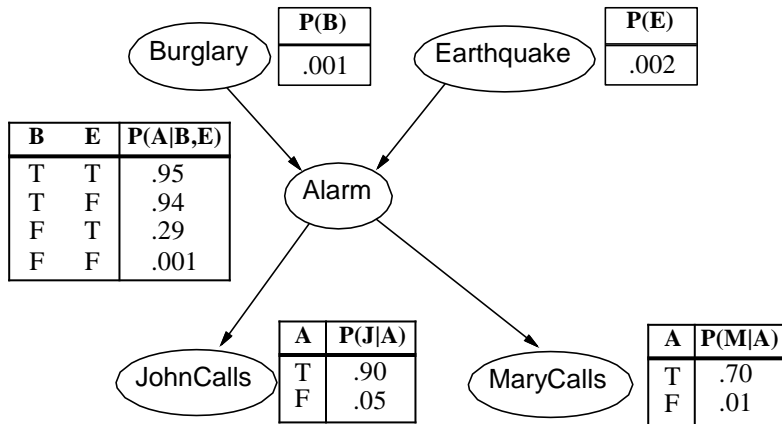 P(B)
Burglary
.001
P(E)
Earthquake
.002
B E P(A|B,E)
T T .95
T F .94
F T .29
F F .001
Alarm
A P(J|A)
T .90
F .05
JohnCalls
A P(M|A)
T .70
F .01
MaryCalls